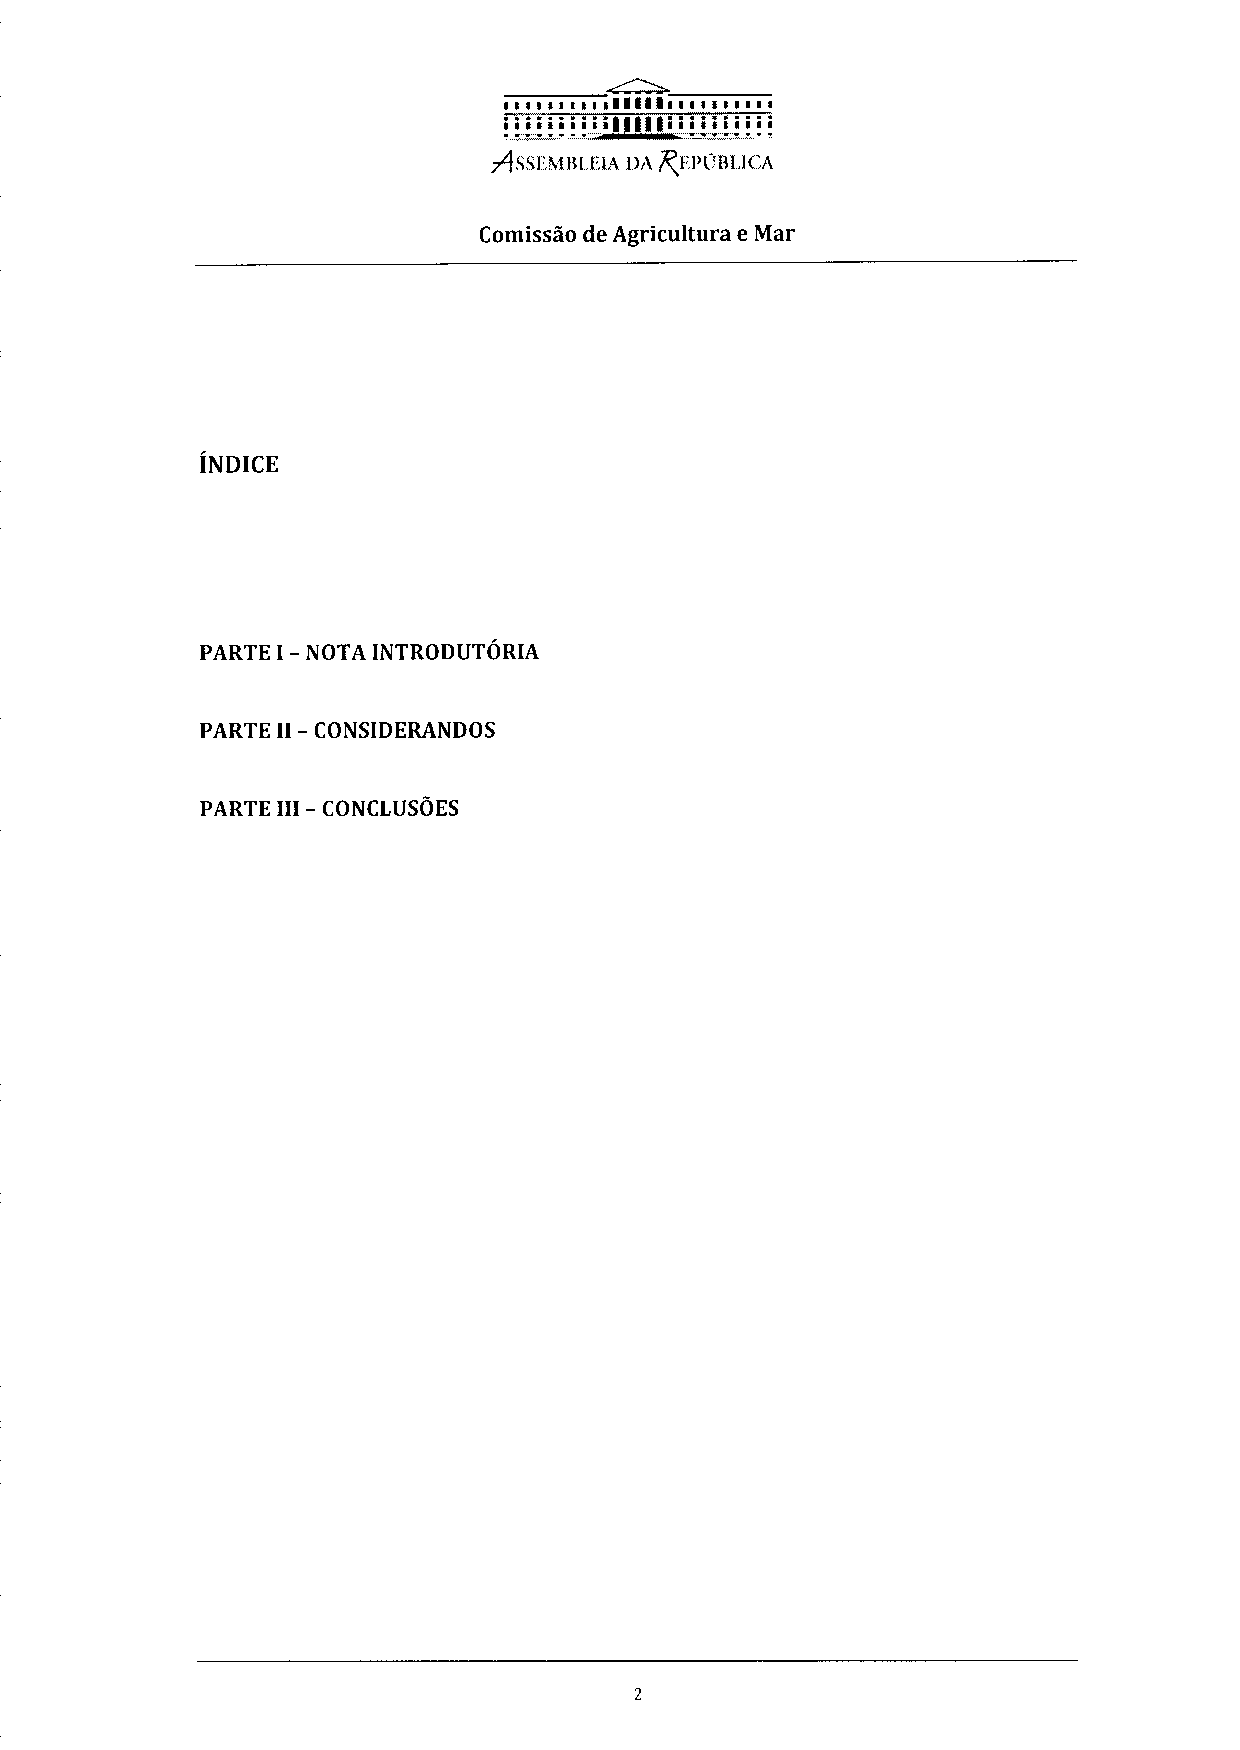 ASSEMBLEIA DA REPÚBLICA
Comissão de Agricultura e Mar
ÍNDICE
PARTE I – NOTA INTRODUTÓRIA
PARTE II – CONSIDERANDOS
PARTE III – CONCLUSÕES
2